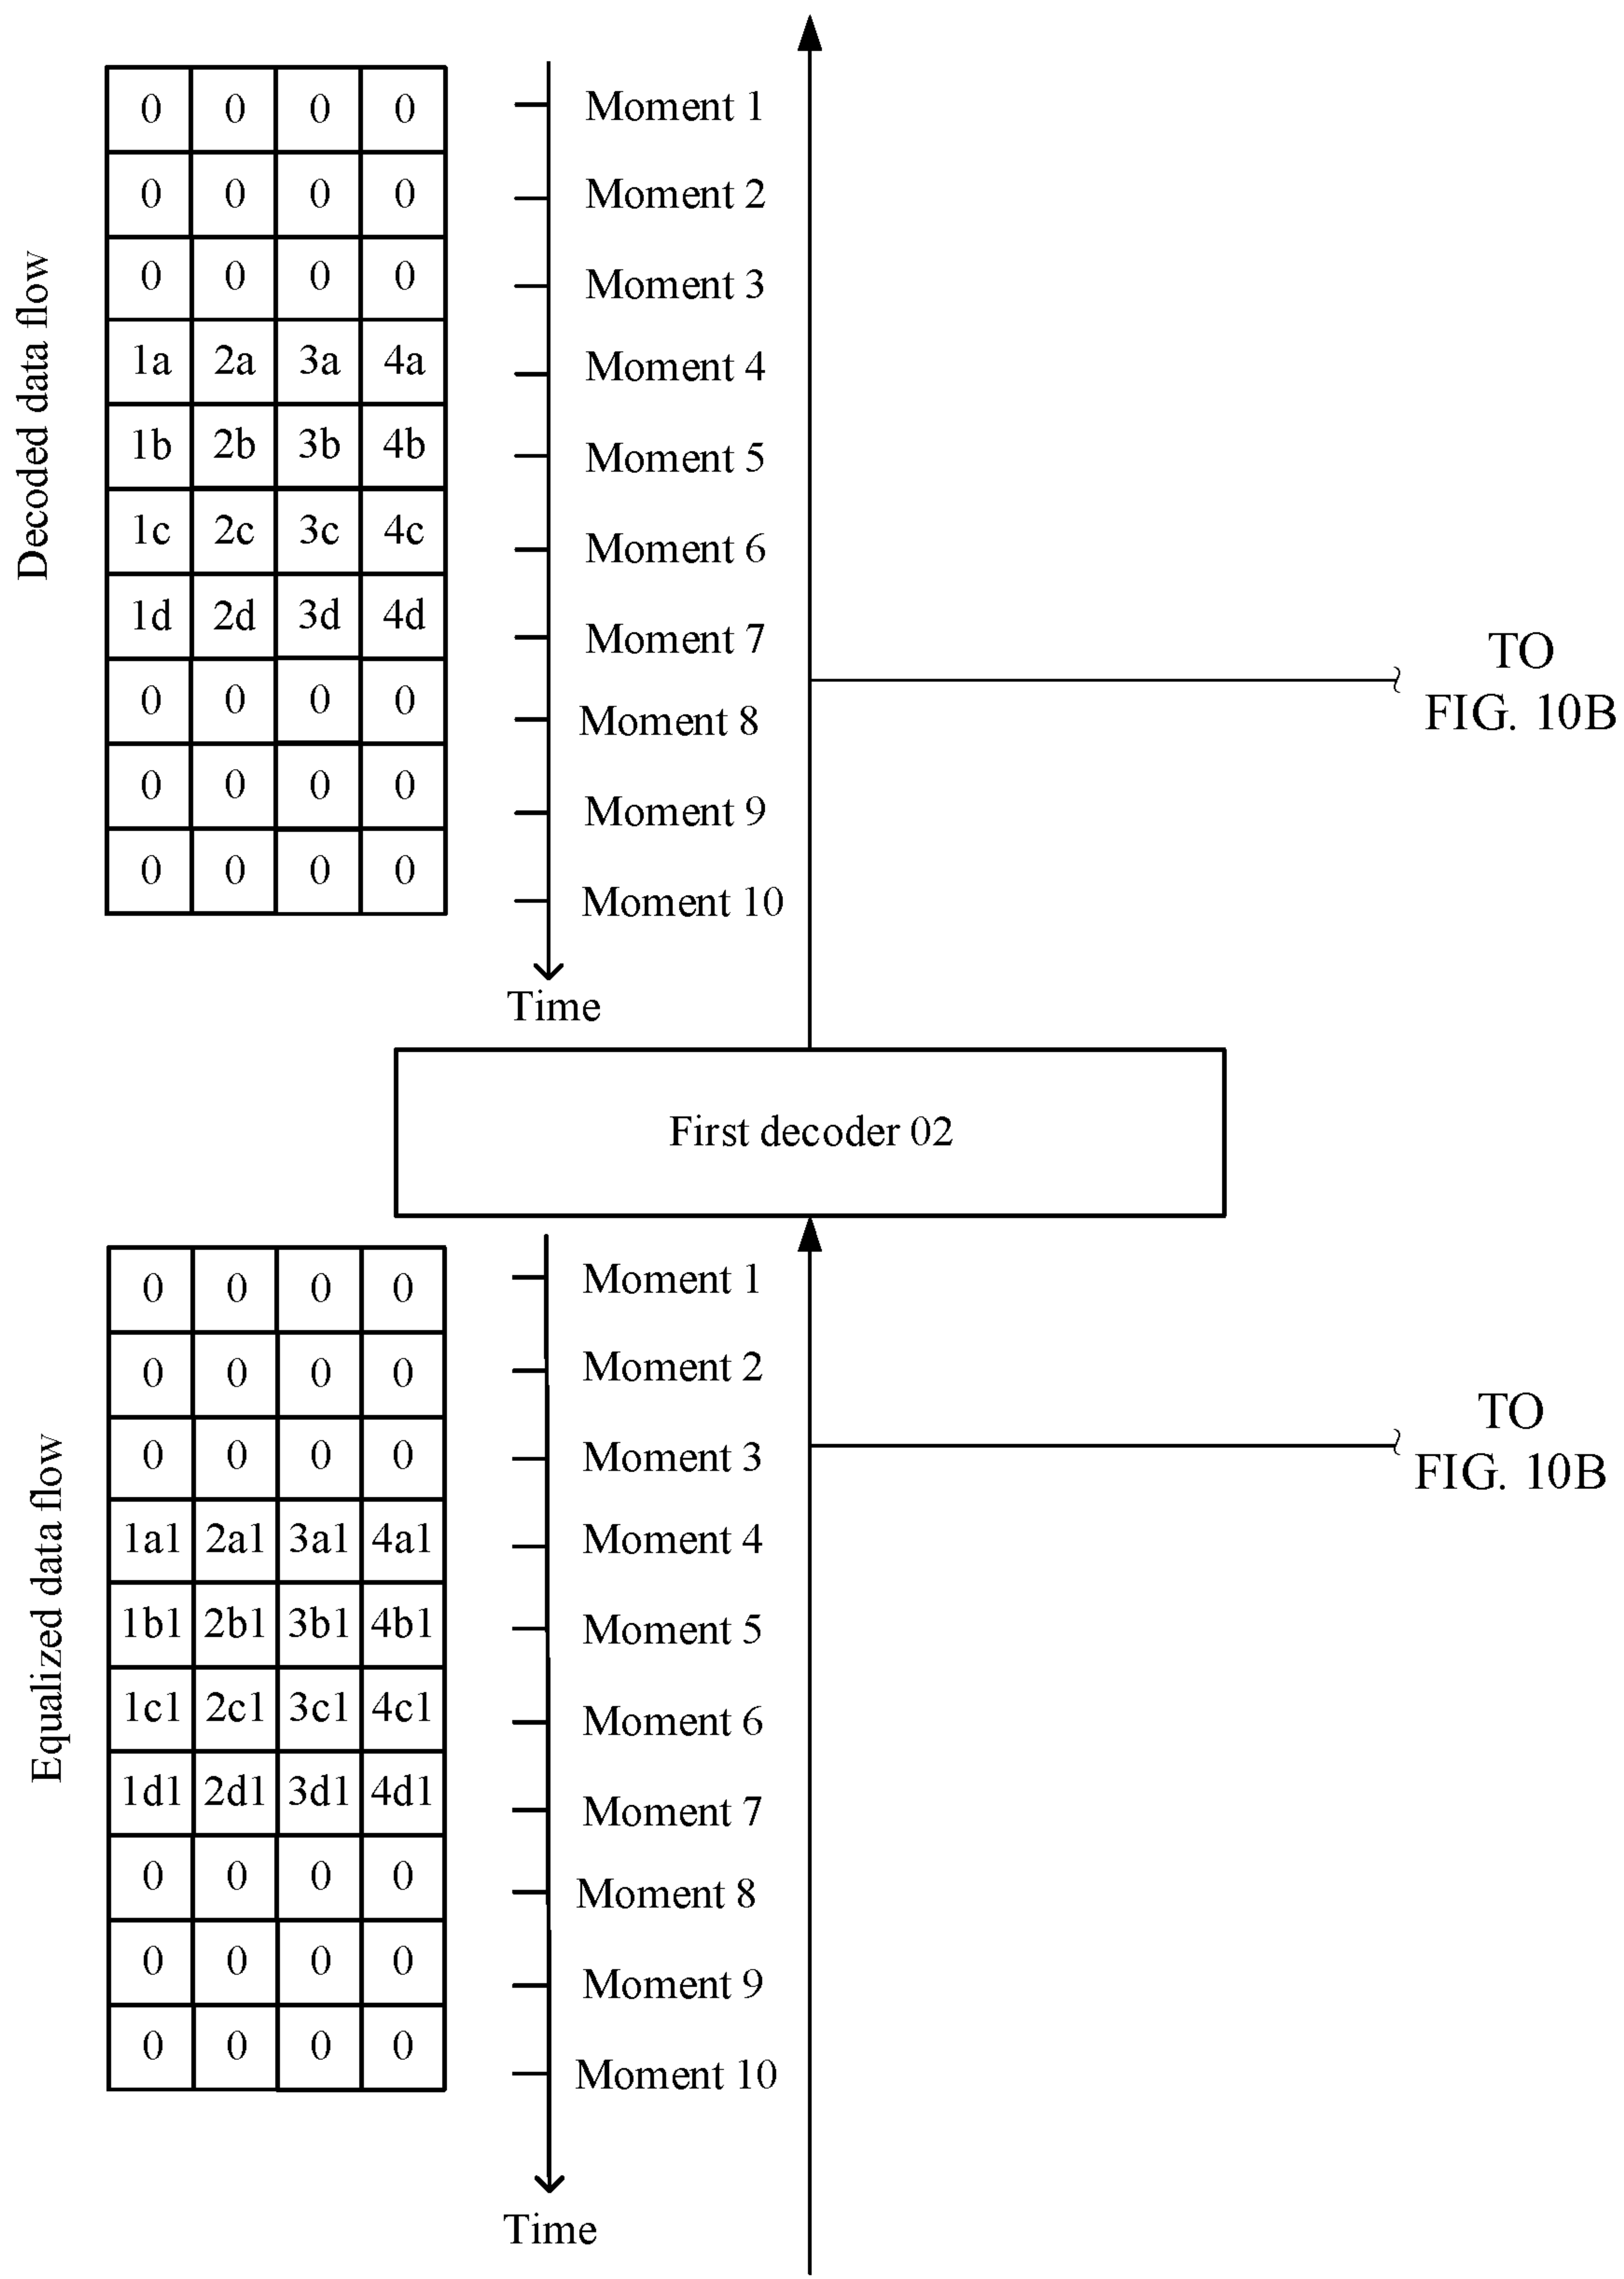 Decoded data flow
0 0 0 0 Moment 1
0 0 0 0 Moment 2
0 0 0 0 Moment 3
1a 2a 3a 4a Moment 4
1b 2b 3b 4b Moment 5
1c 2c 3c 4c Moment 6
1d 2d 3d 4d Moment 7
TO
FIG. 10B
0 0 0 0 Moment 8
0 0 0 0 Moment 9
0 0 0 0 Moment 10
Time
First decoder 02
Equalized data flow
0 0 0 0 Moment 1
0 0 0 0 Moment 2
0 0 0 0 Moment 3
TO
FIG. 10B
1a1 2a1 3a1 4a1 Moment 4
1b1 2b1 3b1 4b1 Moment 5
1c1 2c1 3c1 4c1 Moment 6
1d1 2d1 3d1 4d1 Moment 7
0 0 0 0 Moment 8
0 0 0 0 Moment 9
0 0 0 0 Moment 10
Time